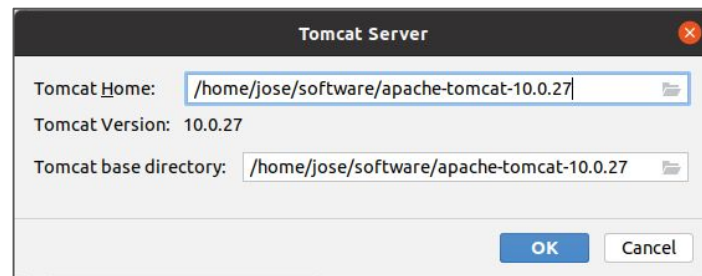 Tomcat Server
Tomcat Home: /home/jose/software/apache-tomcat-10.0.27
Tomcat Version: 10.0.27
Tomcat base directory: /home/jose/software/apache-tomcat-10.0.27
OK Cancel